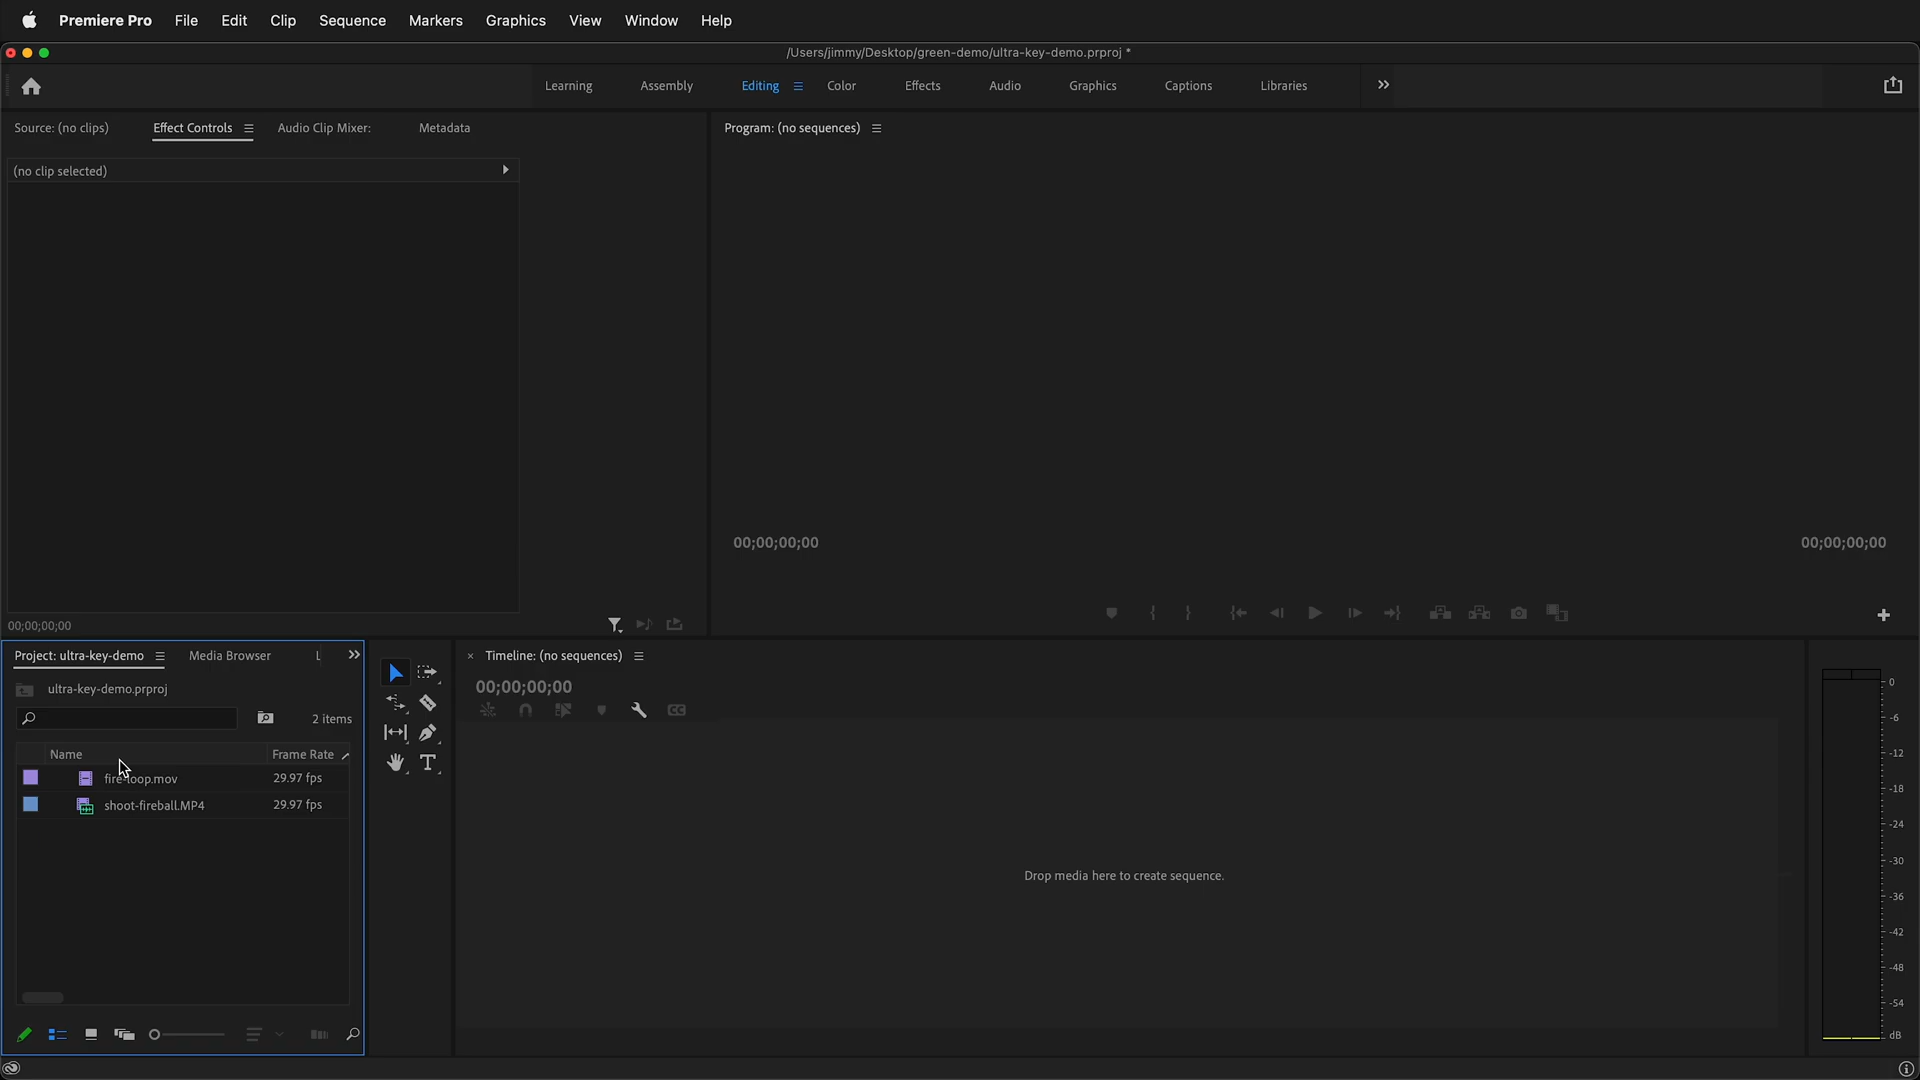 Premiere Pro File Edit Clip Sequence Markers Graphics View Window Help
/Users/jimmy/Desktop/green-demo/ultra-key-demo.prproj *
Learning Assembly Editing Color Effects Audio Graphics Captions Libraries
Source: (no clips) Effect Controls Audio Clip Mixer: Metadata
Program: (no sequences)
(no clip selected)
00;00;00;00 00;00;00;00
00;00;00;00
Project: ultra-key-demo Media Browser L
Timeline: (no sequences)
ultra-key-demo.prproj
00;00;00;00
2 items
Name Frame Rate
fire-loop.mov 29.97 fps
shoot-fireball.MP4 29.97 fps
Drop media here to create sequence.
0
-6
-12
-18
-24
-30
-36
-42
-48
-54
dB